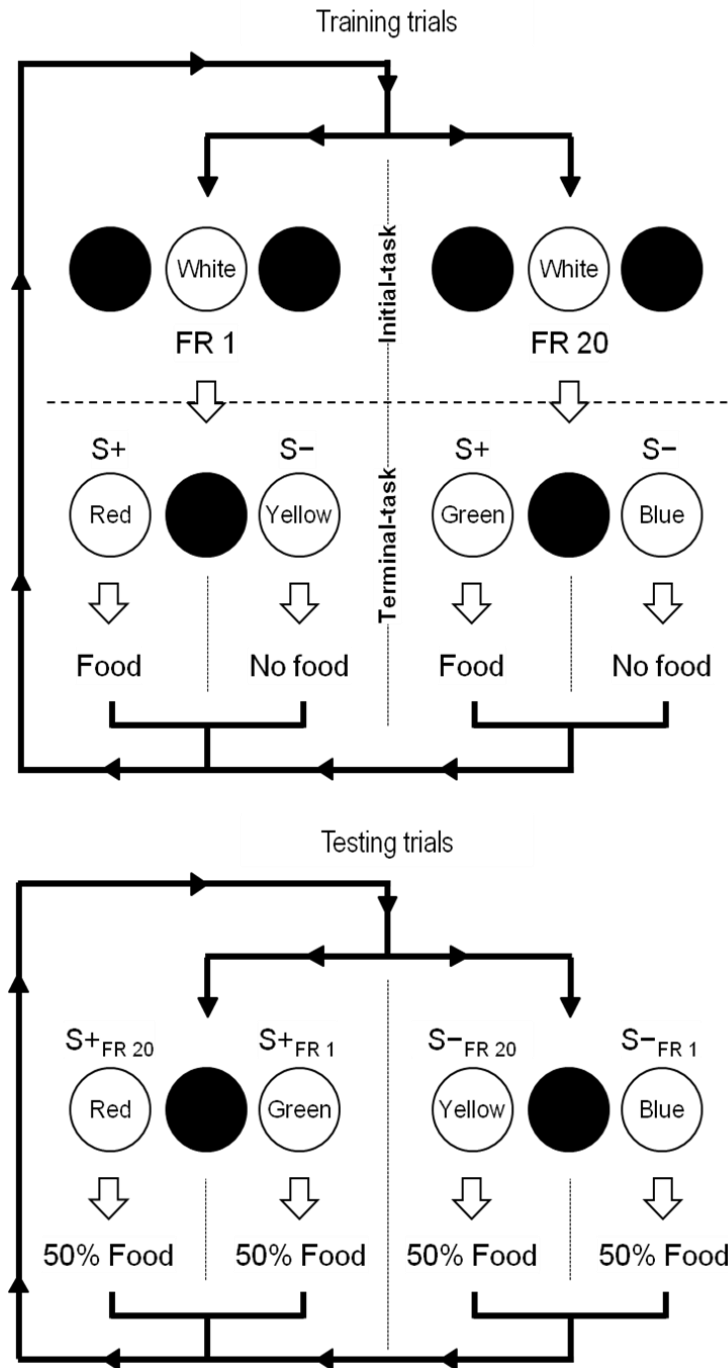 Training trials
White
White
Initial-task
FR 1
FR 20
S+
S−
S+
S−
Red
Yellow
Green
Blue
Terminal-task
Food
No food
Food
No food
Testing trials
S+FR 20
S+FR 1
S−FR 20
S−FR 1
Red
Green
Yellow
Blue
50% Food
50% Food
50% Food
50% Food